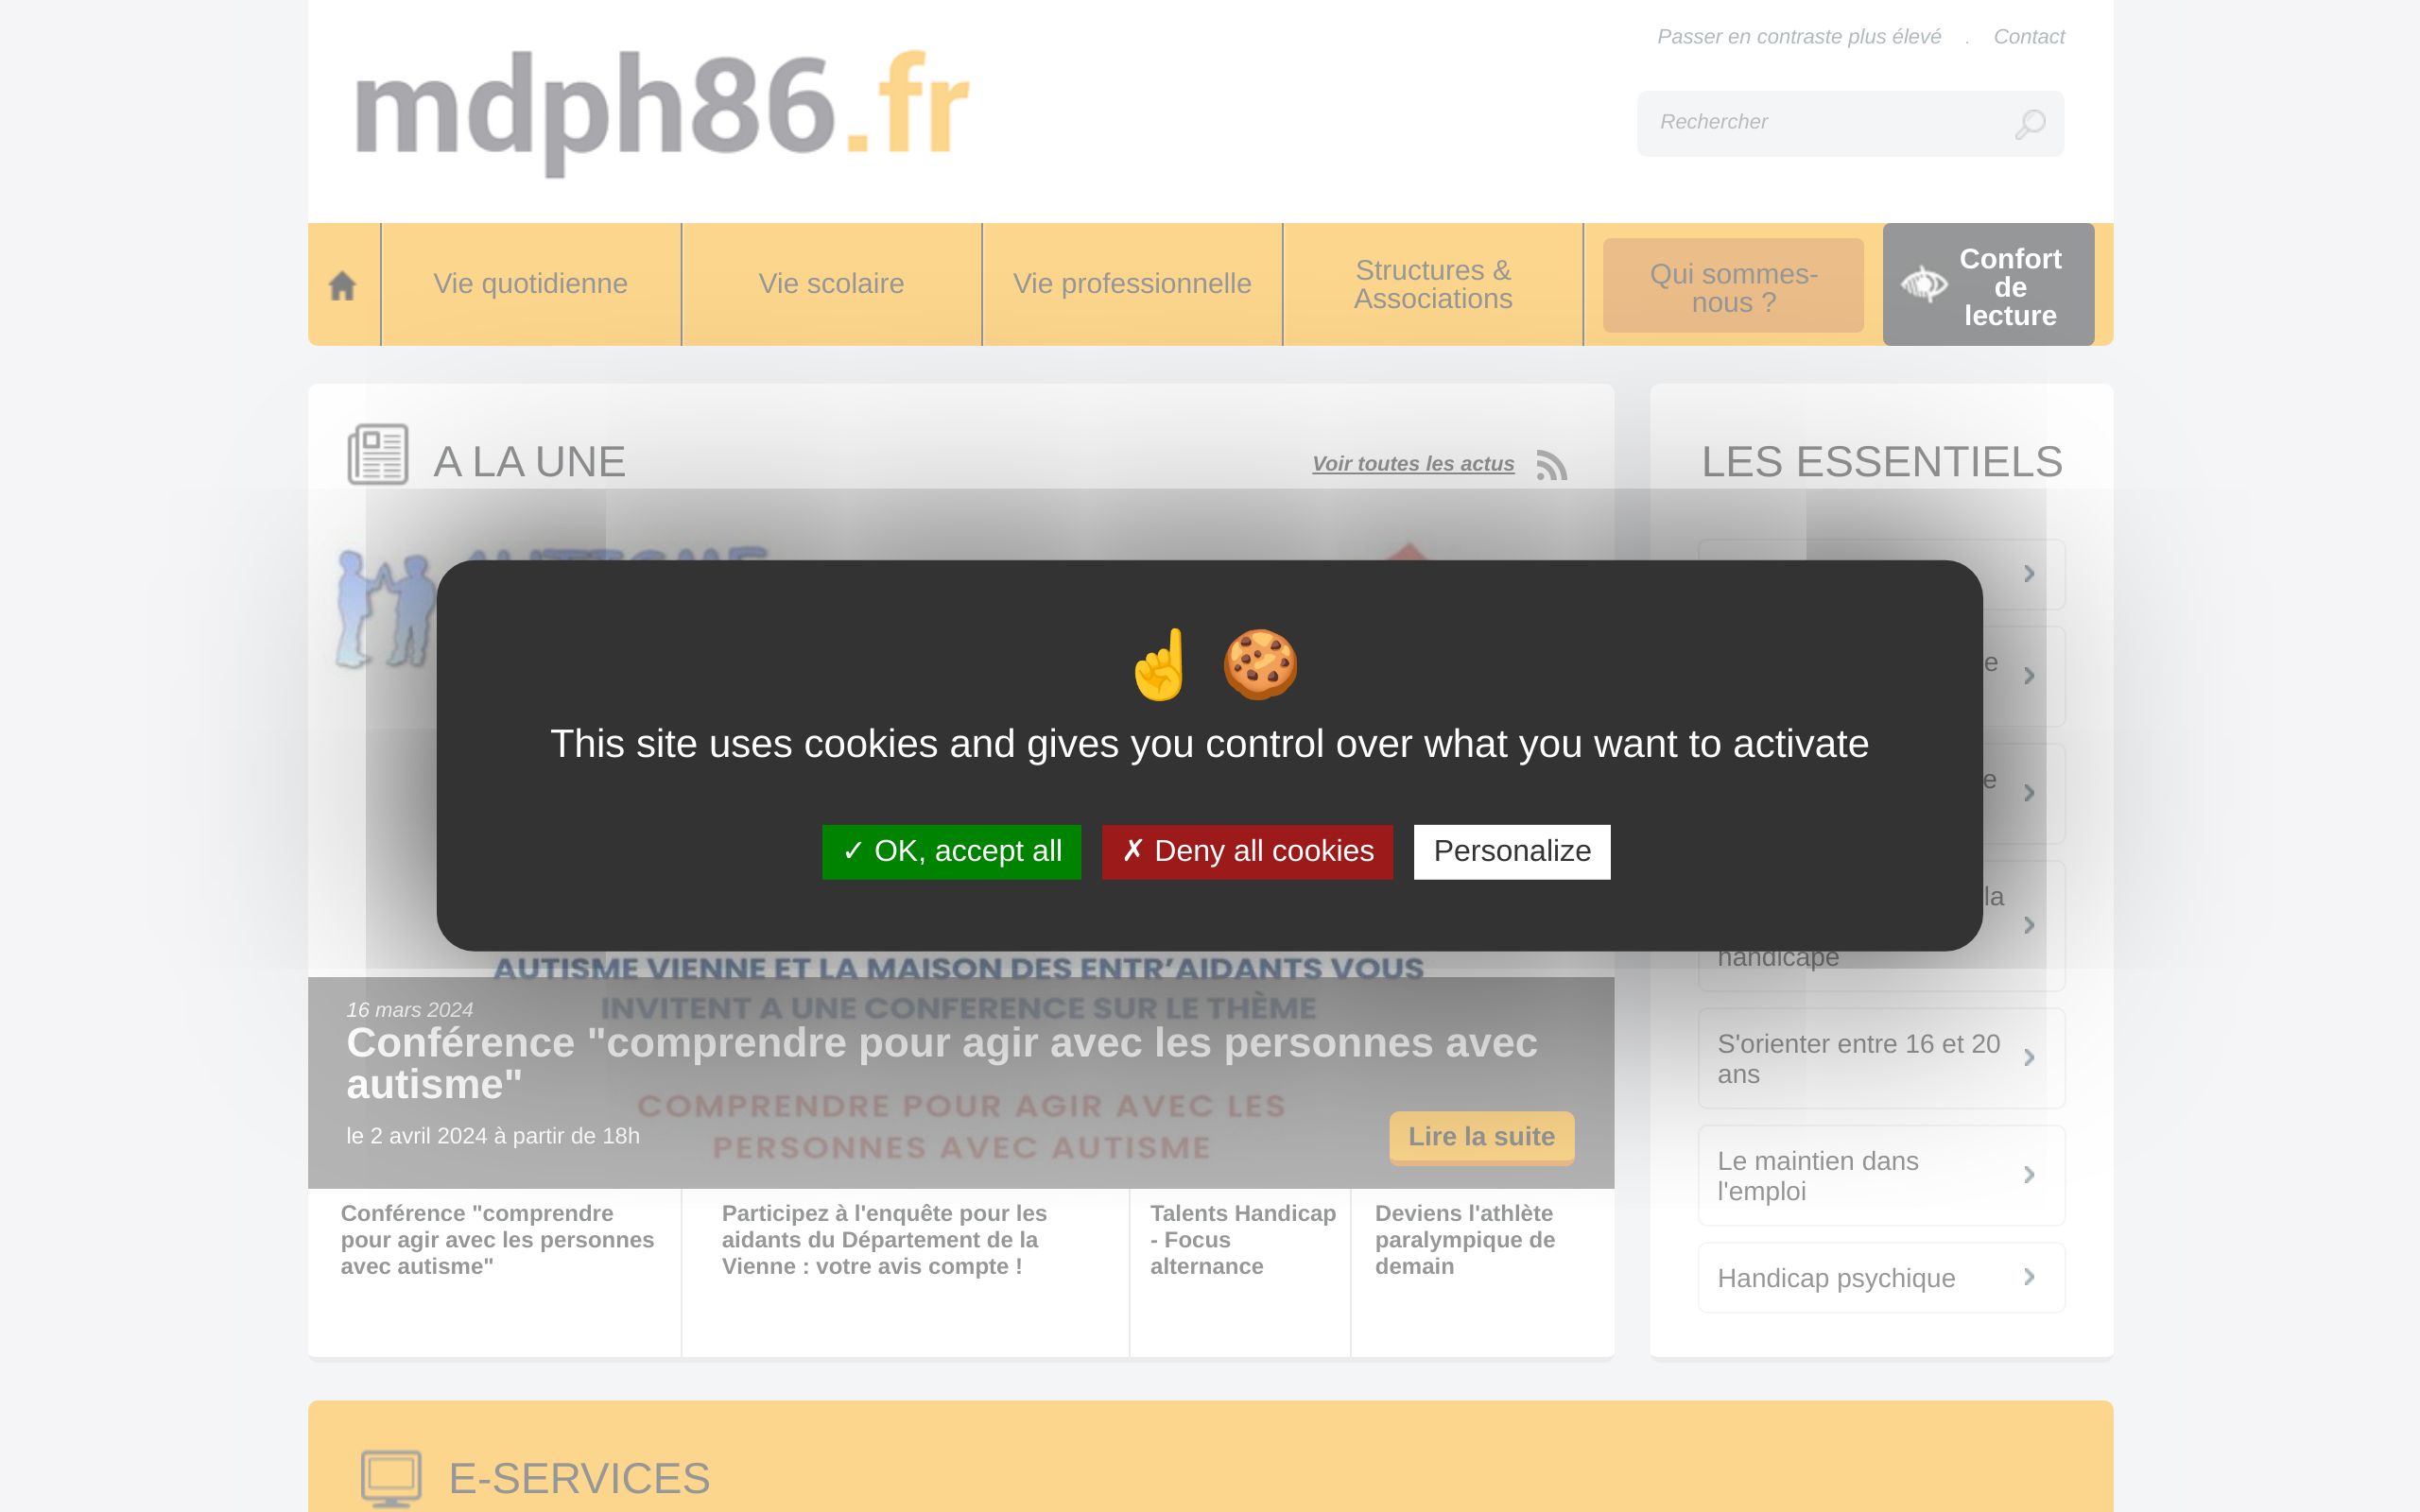 mdph86.fr
Passer en contraste plus élevé . Contact
Rechercher
Vie quotidienne
Vie scolaire
Vie professionnelle
Structures &
Associations
Qui sommes-
nous ?
Confort
de
lecture
A LA UNE
Voir toutes les actus
LES ESSENTIELS
This site uses cookies and gives you control over what you want to activate
✓ OK, accept all
✗ Deny all cookies
Personalize
AUTISME VIENNE ET LA MAISON DES ENTR'AIDANTS VOUS
INVITENT A UNE CONFERENCE SUR LE THÈME
16 mars 2024
Conférence "comprendre pour agir avec les personnes avec
autisme"
COMPRENDRE POUR AGIR AVEC LES
PERSONNES AVEC AUTISME
le 2 avril 2024 à partir de 18h
Lire la suite
Conférence "comprendre
pour agir avec les personnes
avec autisme"
Participez à l'enquête pour les
aidants du Département de la
Vienne : votre avis compte !
Talents Handicap
- Focus
alternance
Deviens l'athlète
paralympique de
demain
la
handicapé
S'orienter entre 16 et 20
ans
Le maintien dans
l'emploi
Handicap psychique
E-SERVICES